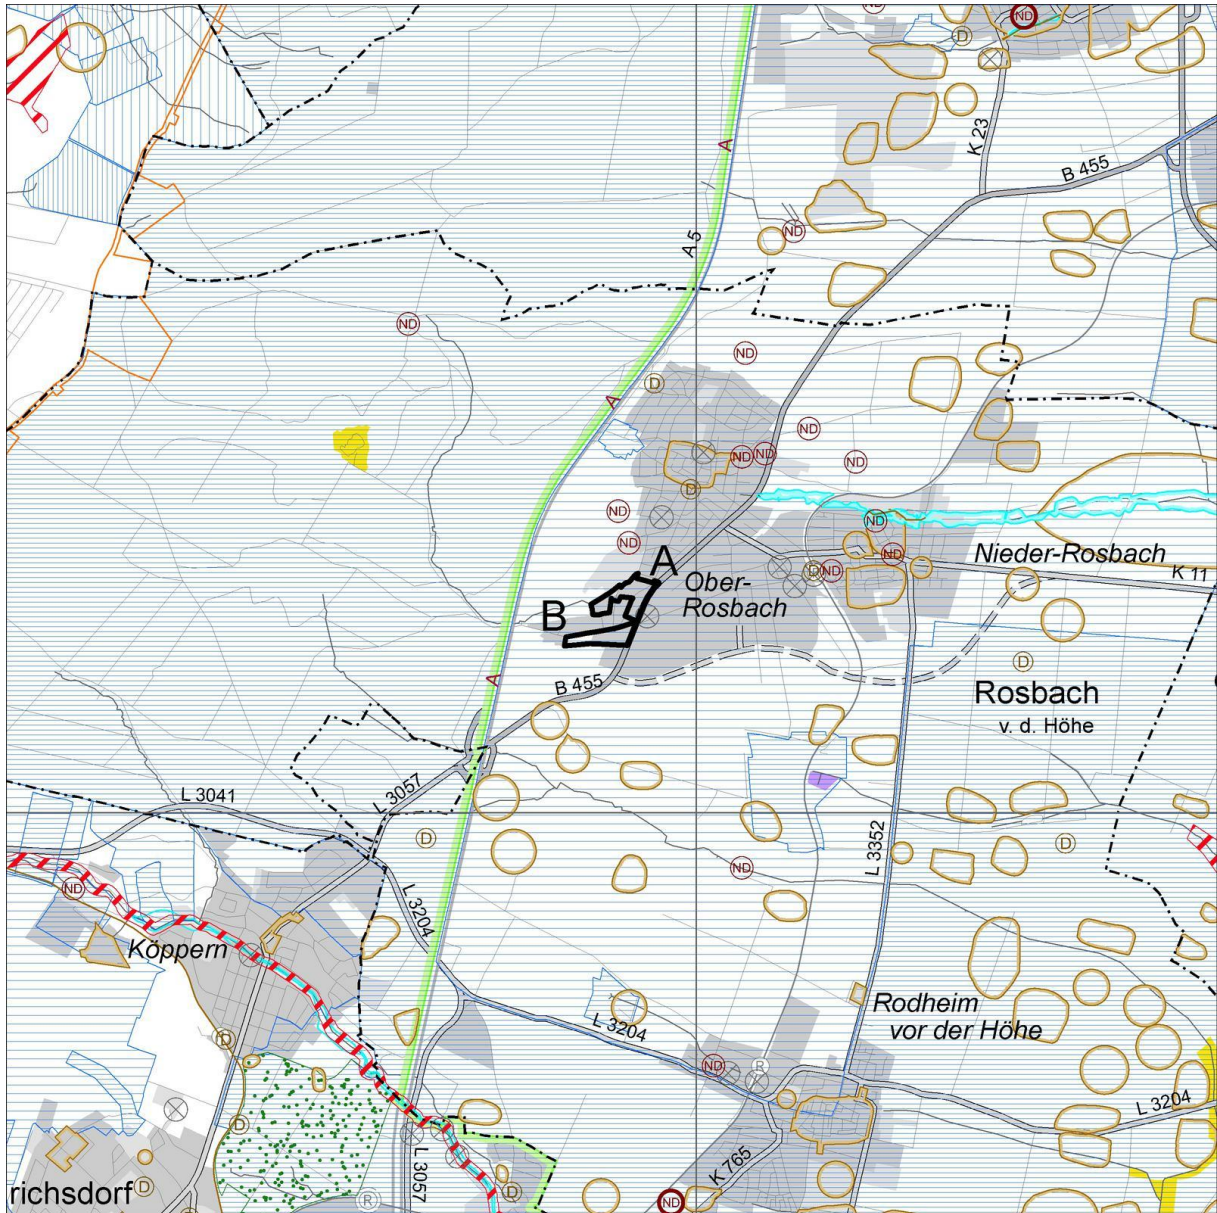 ND
ND
D
K 23
B 455
A
ND
A 5
ND
ND
D
A
ND
ND
ND
ND
D
ND
ND
ND
A
Nieder-Rosbach
ND
K 11
D
ND
Ober-
Rosbach
B
D
A
B 455
Rosbach
v. d. Höhe
L 3041
L 3057
D
L 3352
D
ND
ND
L 3204
Köppern
Rodheim
vor der Höhe
L 3204
D
ND
R
L 3204
D
L 3057
K 765
richsdorf
D
R
D
ND